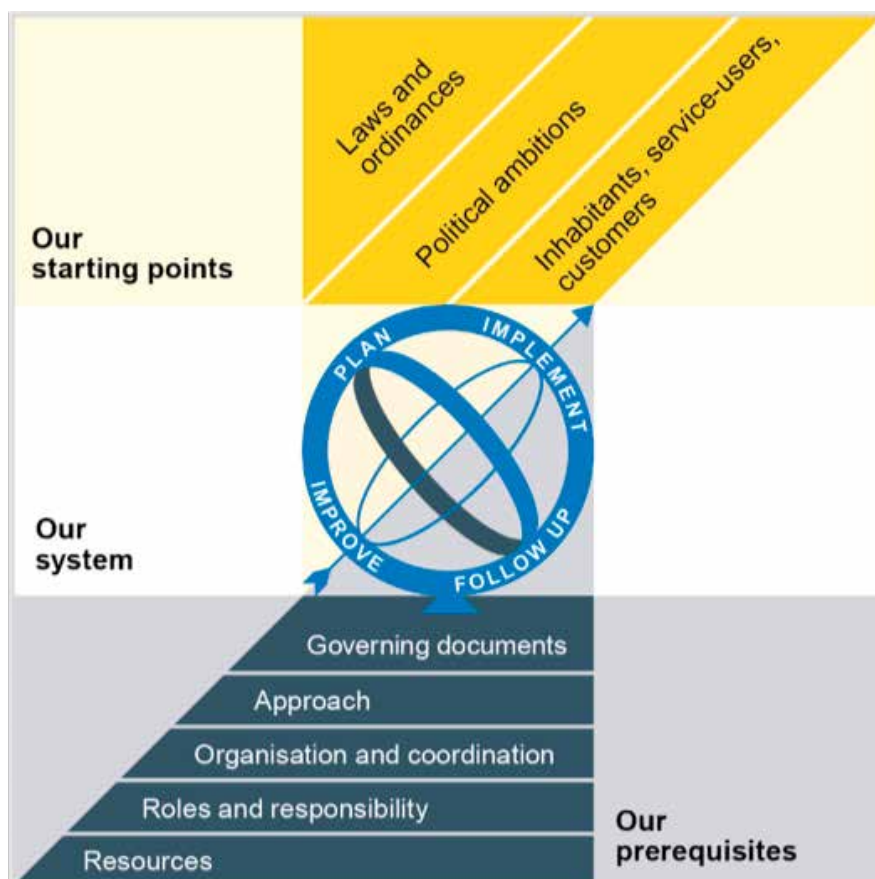 Laws and
ordinances
Political ambitions
Inhabitants, service-users,
customers
Our
starting points
PLAN
IMPLEMENT
IMPROVE
FOLLOW UP
Our
system
Governing documents
Approach
Organisation and coordination
Roles and responsibility
Resources
Our
prerequisites